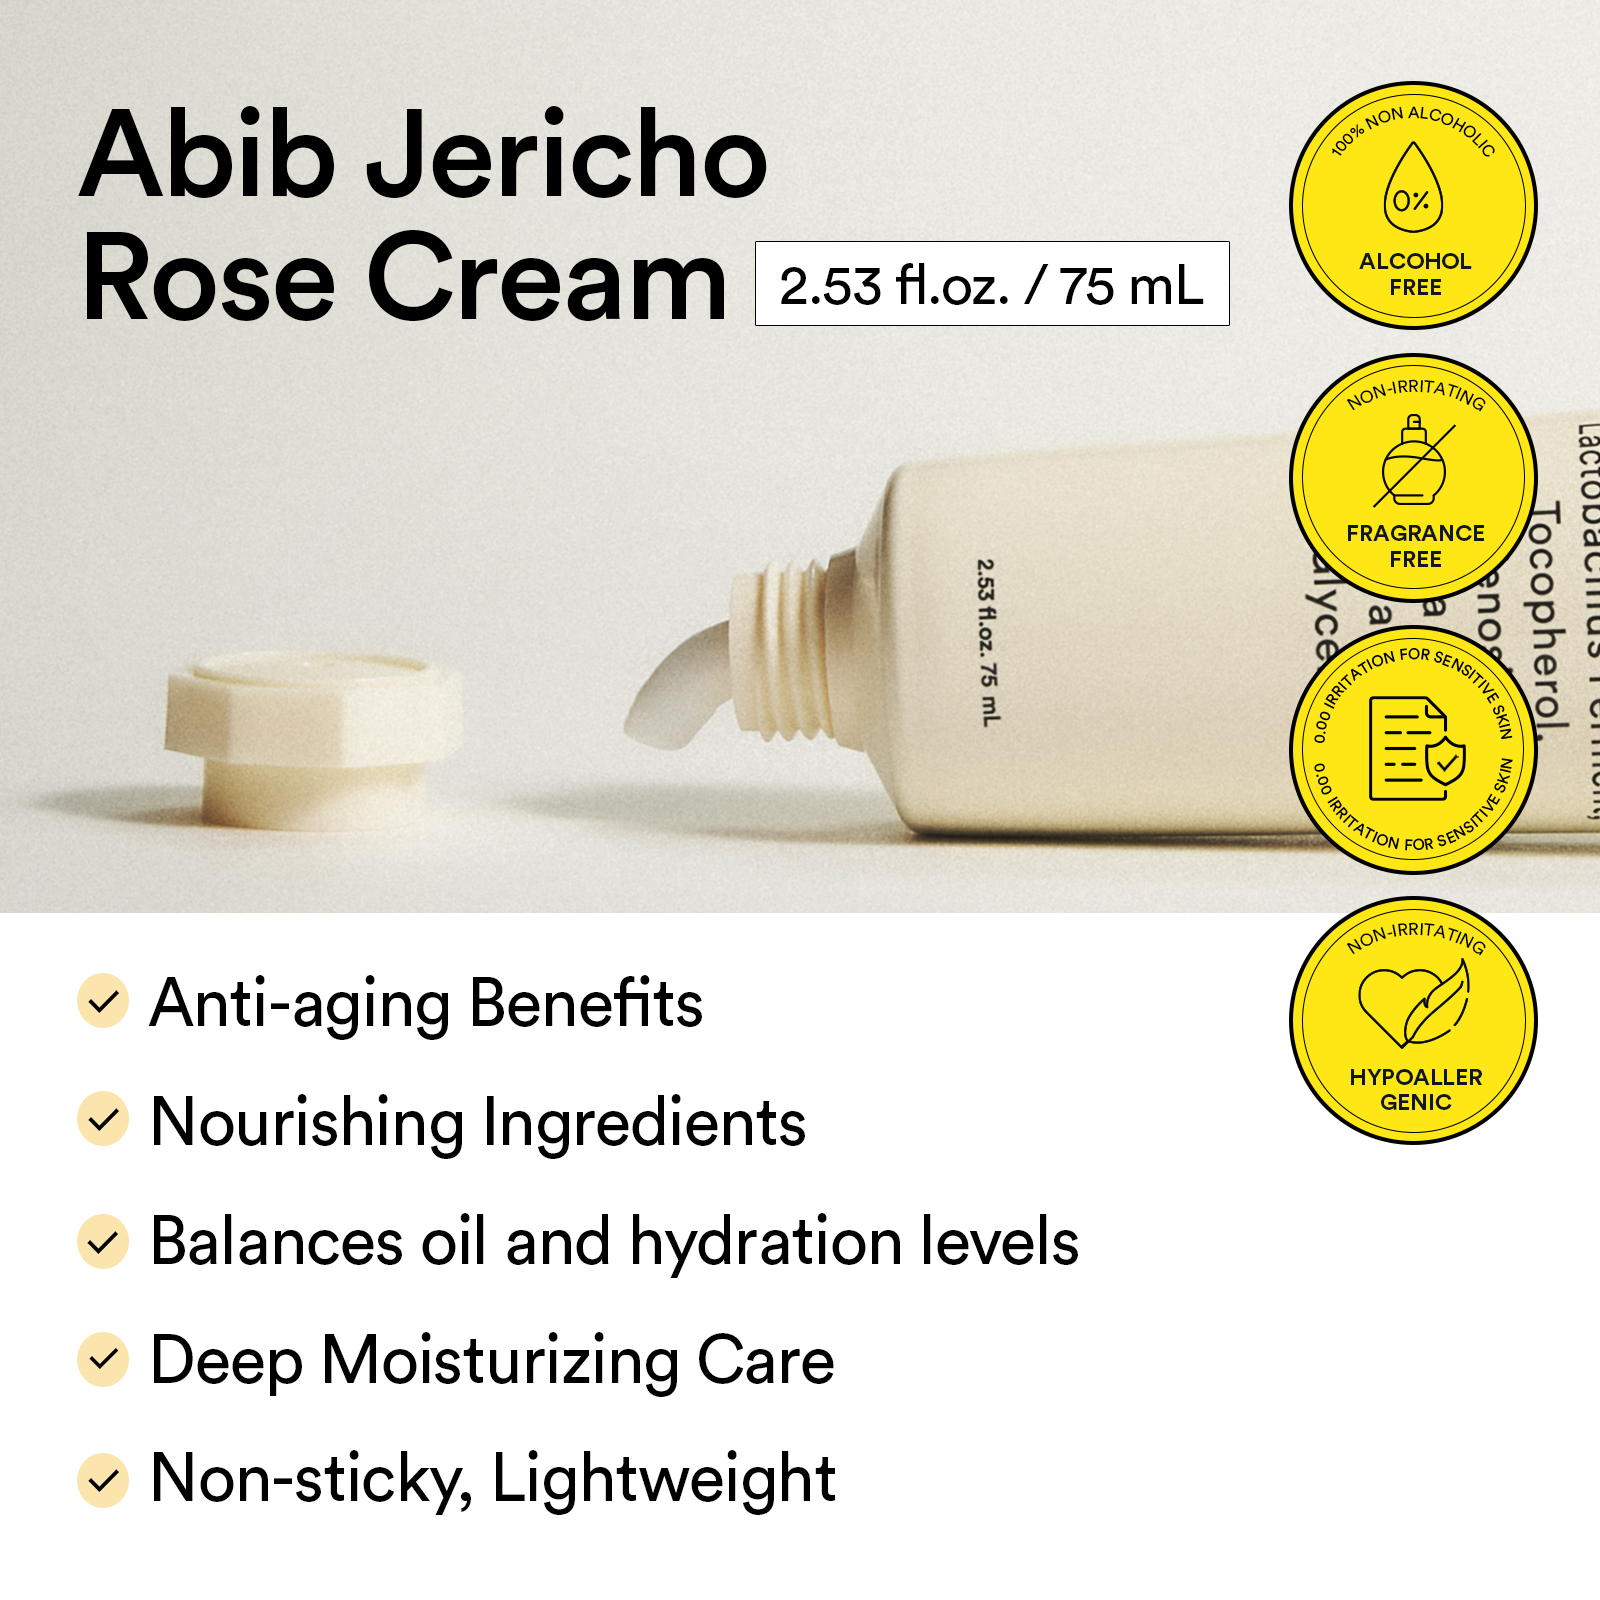 Abib Jericho
Rose Cream
2.53 fl.oz. / 75 mL
100% NON ALCOHOLIC
0%
ALCOHOL
FREE
NON-IRRITATING
FRAGRANCE
FREE
0.00 IRRITATION FOR SENSITIVE SKIN
0.00 IRRITATION FOR SENSITIVE SKIN
NON-IRRITATING
HYPOALLER
GENIC
2.53 fl.oz. 75 mL
Tocopherol,
Anti-aging Benefits
Nourishing Ingredients
Balances oil and hydration levels
Deep Moisturizing Care
Non-sticky, Lightweight